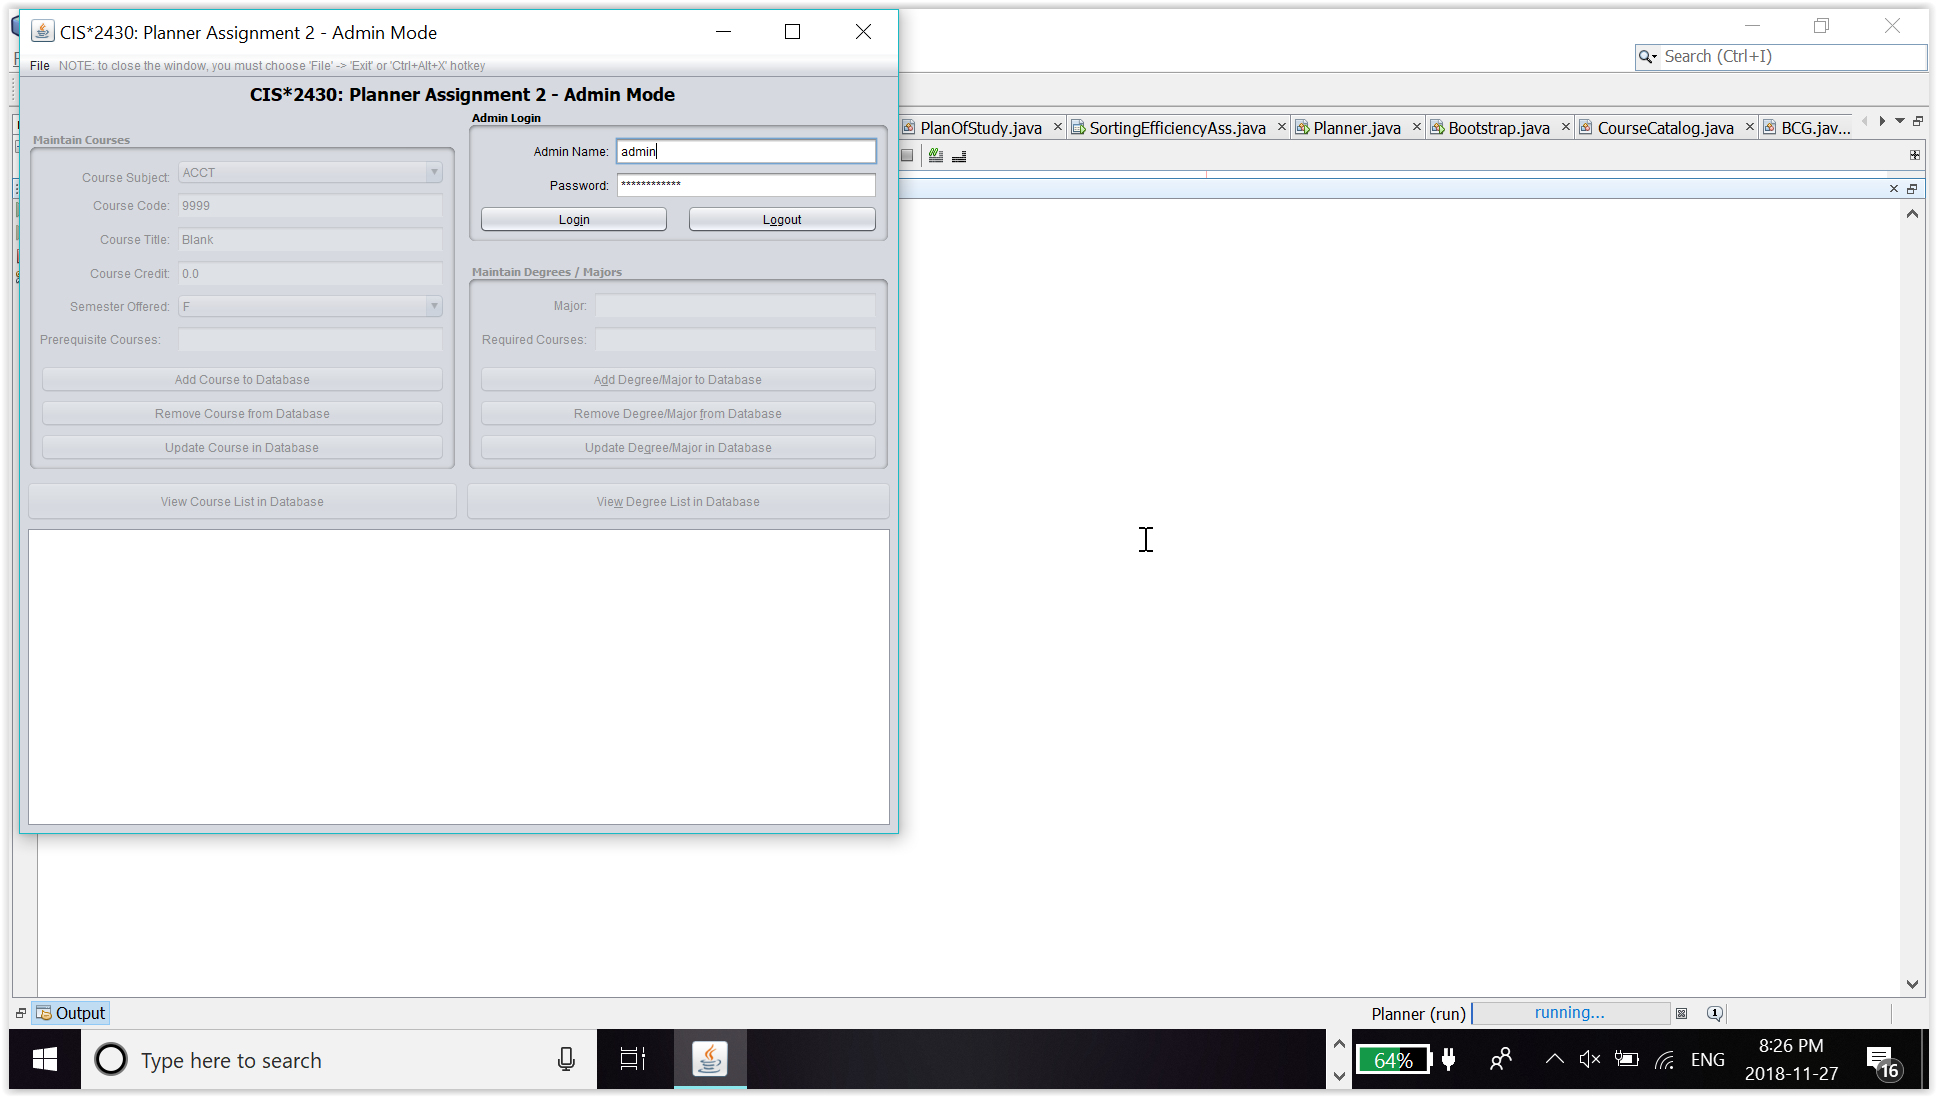 CIS*2430: Planner Assignment 2 - Admin Mode
File NOTE: to close the window, you must choose 'File' -> 'Exit' or 'Ctrl+Alt+X' hotkey
Search (Ctrl+I)
CIS*2430: Planner Assignment 2 - Admin Mode
PlanOfStudy.java
SortingEfficiencyAss.java
Planner.java
Bootstrap.java
CourseCatalog.java
BCG.jav...
Admin Login
Admin Name: admin
Password: ************
Login
Logout
Maintain Courses
Course Subject: ACCT
Course Code: 9999
Course Title: Blank
Course Credit: 0.0
Semester Offered: F
Prerequisite Courses:
Add Course to Database
Remove Course from Database
Update Course in Database
Maintain Degrees / Majors
Major:
Required Courses:
Add Degree/Major to Database
Remove Degree/Major from Database
Update Degree/Major in Database
View Course List in Database
View Degree List in Database
Output
Planner (run)
running...
1
Type here to search
64%
ENG
8:26 PM
2018-11-27
16